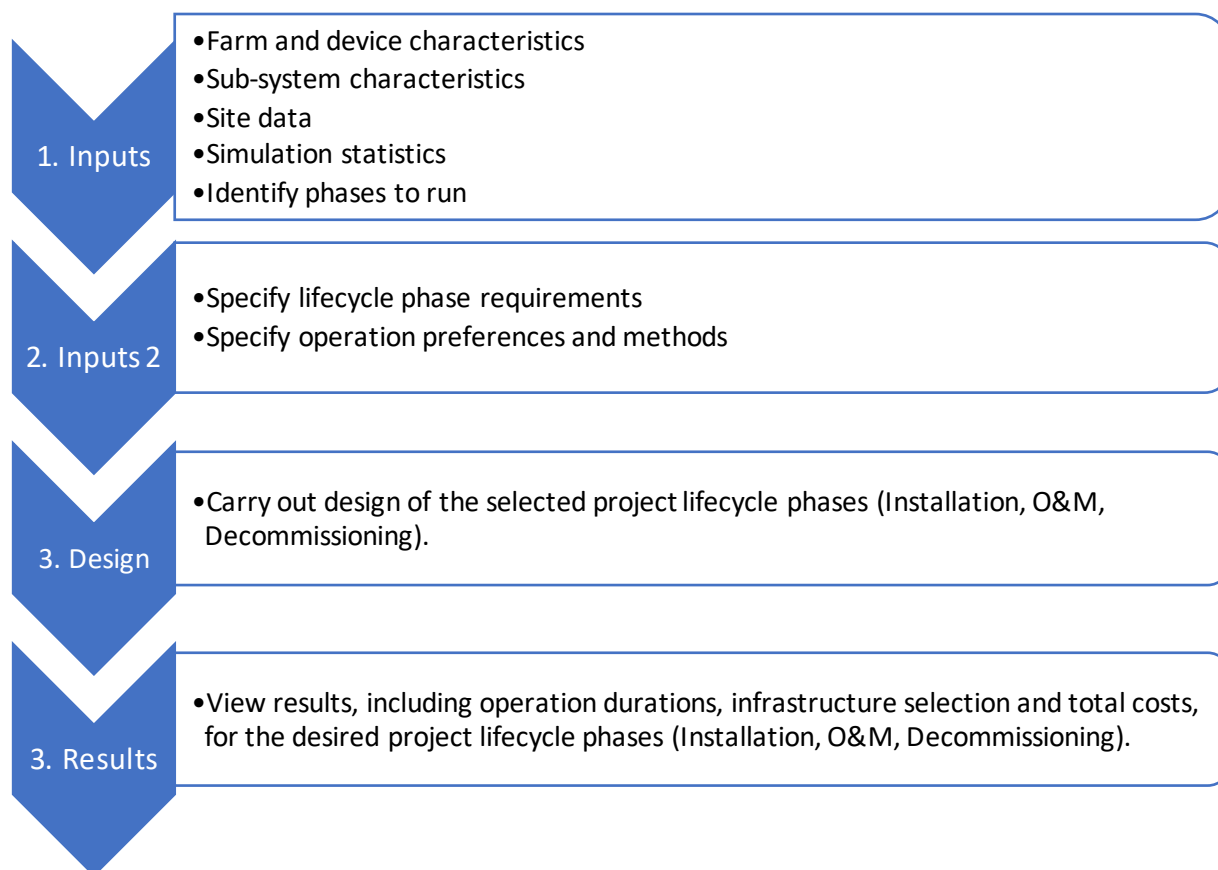 1. Inputs
•Farm and device characteristics
•Sub-system characteristics
•Site data
•Simulation statistics
•Identify phases to run
2. Inputs 2
•Specify lifecycle phase requirements
•Specify operation preferences and methods
3. Design
•Carry out design of the selected project lifecycle phases (Installation, O&M,
Decommissioning).
3. Results
•View results, including operation durations, infrastructure selection and total costs,
for the desired project lifecycle phases (Installation, O&M, Decommissioning).